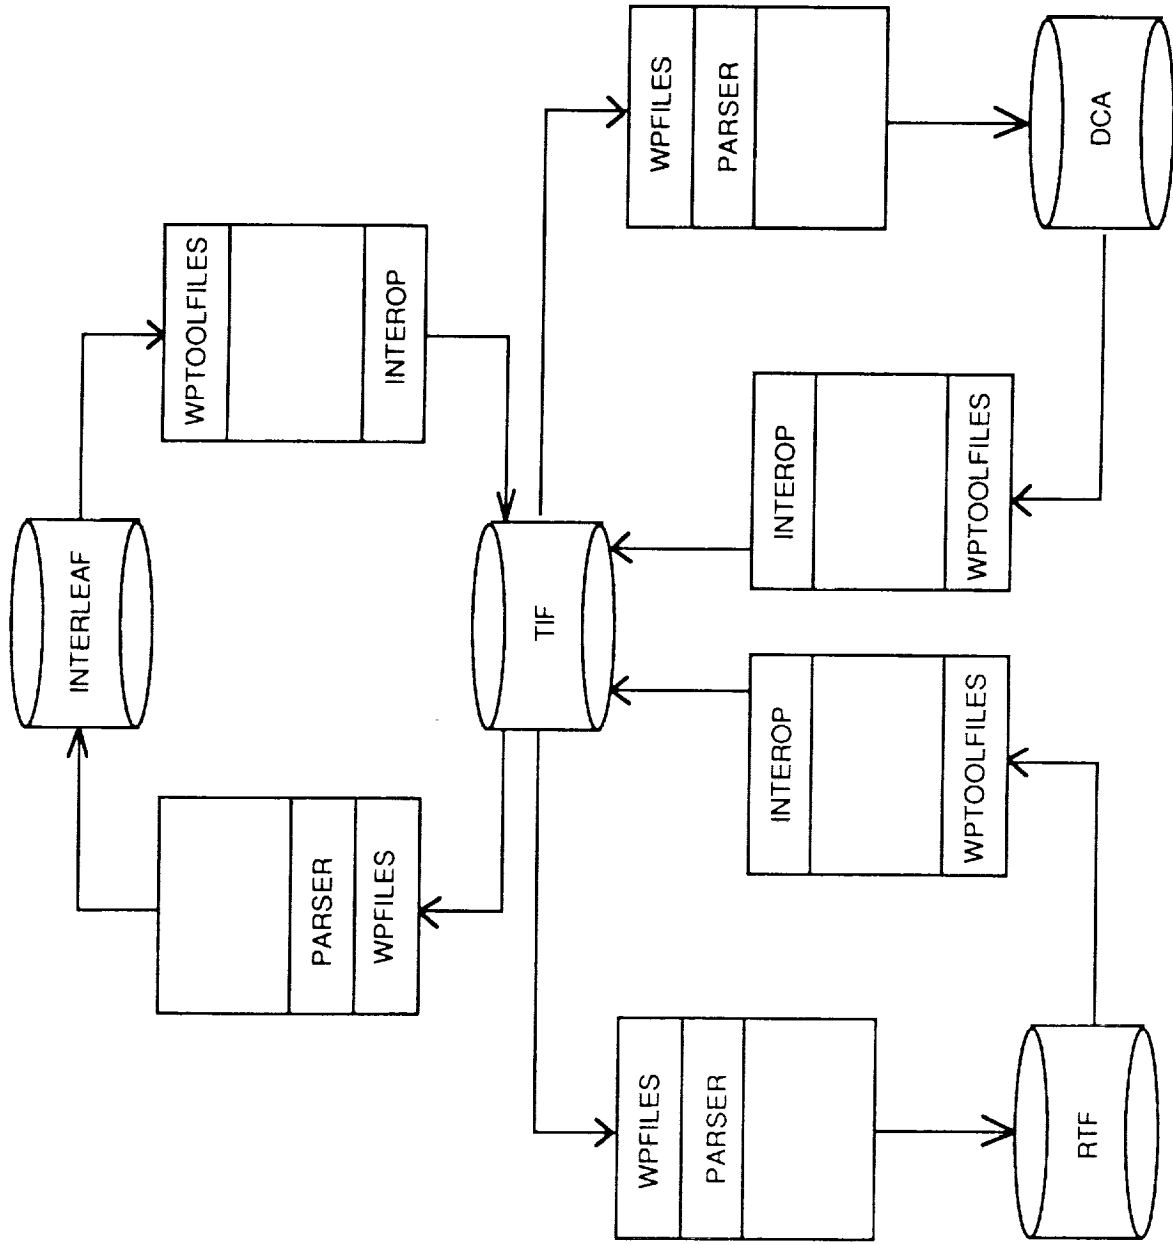 INTERLEAF
WPTOOLFILES
PARSER
WPFILES
INTEROP
TIF
WPFILES
WPFILES
PARSER
PARSER
INTEROP
INTEROP
WPTOOLFILES
WPTOOLFILES
RTF
DCA